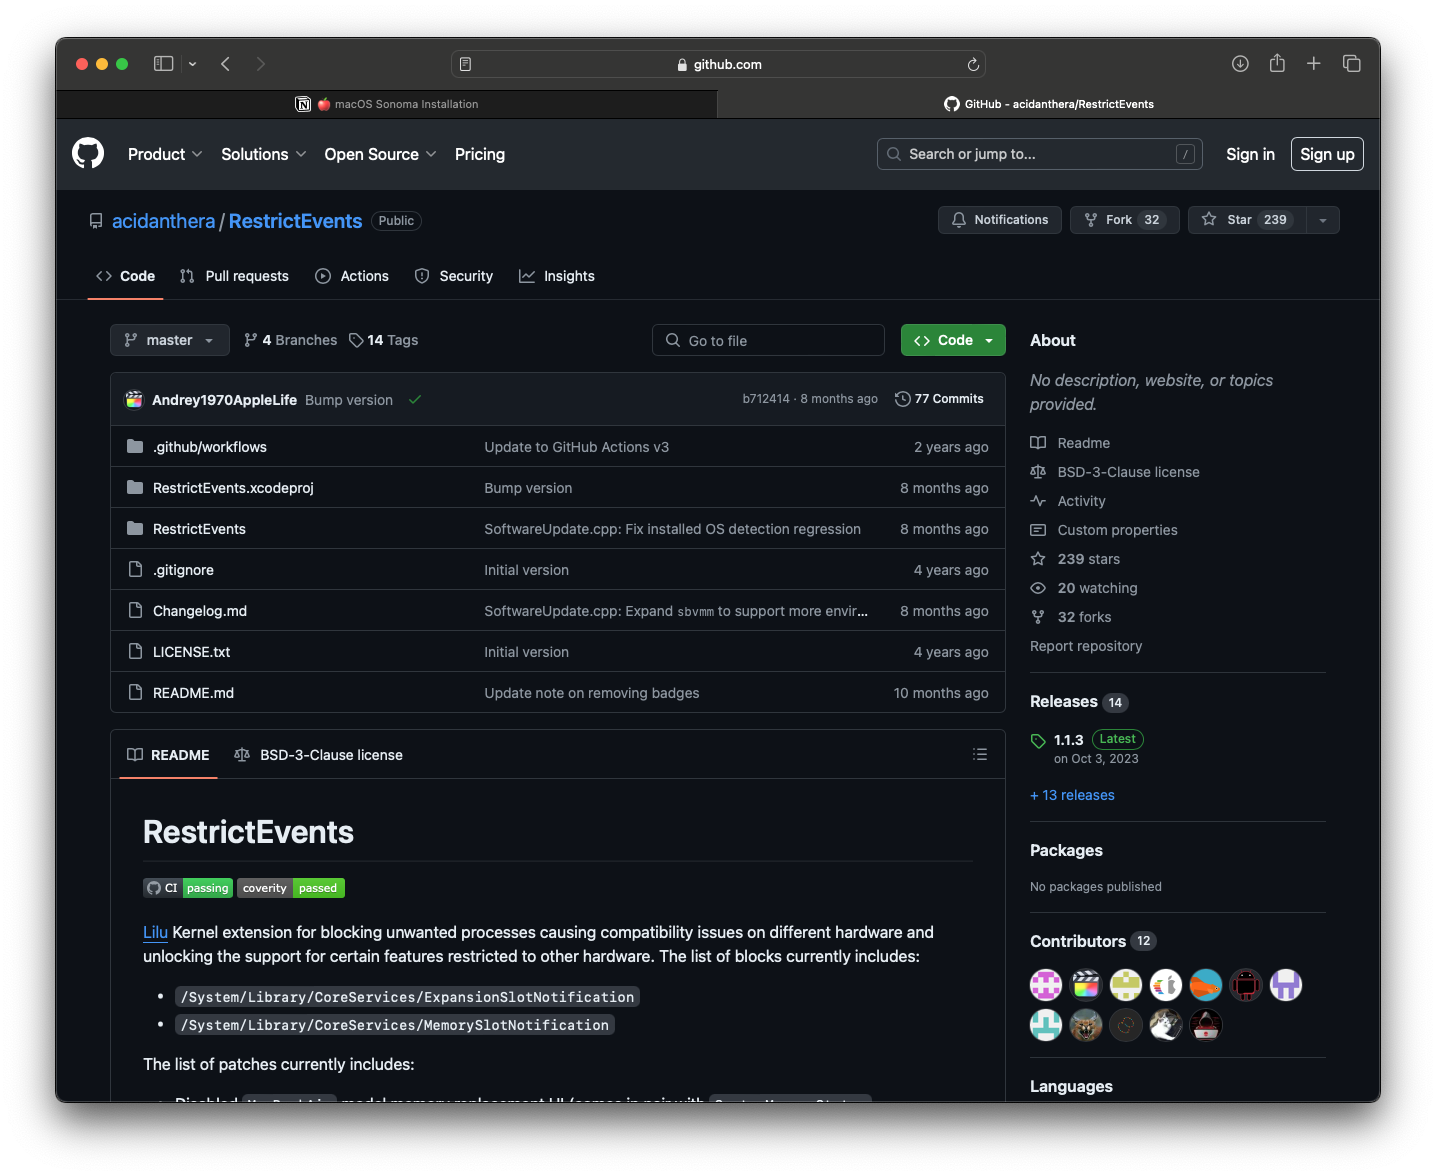 github.com
macOS Sonoma Installation
GitHub - acidanthera/RestrictEvents
Product
Solutions
Open Source
Pricing
Search or jump to...
/
Sign in
Sign up
acidanthera / RestrictEvents Public
Notifications
Fork 32
Star 239
Code
Pull requests
Actions
Security
Insights
master
4 Branches
14 Tags
Go to file
Code
Andrey1970AppleLife Bump version
b712414 · 8 months ago
77 Commits
.github/workflows Update to GitHub Actions v3 2 years ago
RestrictEvents.xcodeproj Bump version 8 months ago
RestrictEvents SoftwareUpdate.cpp: Fix installed OS detection regression 8 months ago
.gitignore Initial version 4 years ago
Changelog.md SoftwareUpdate.cpp: Expand sbvmm to support more envir... 8 months ago
LICENSE.txt Initial version 4 years ago
README.md Update note on removing badges 10 months ago
README
BSD-3-Clause license
RestrictEvents
CI passing
coverity passed
Lilu Kernel extension for blocking unwanted processes causing compatibility issues on different hardware and
unlocking the support for certain features restricted to other hardware. The list of blocks currently includes:
• /System/Library/CoreServices/ExpansionSlotNotification
• /System/Library/CoreServices/MemorySlotNotification
The list of patches currently includes:
About
No description, website, or topics
provided.
Readme
BSD-3-Clause license
Activity
Custom properties
239 stars
20 watching
32 forks
Report repository
Releases 14
1.1.3 Latest
on Oct 3, 2023
+ 13 releases
Packages
No packages published
Contributors 12
Languages